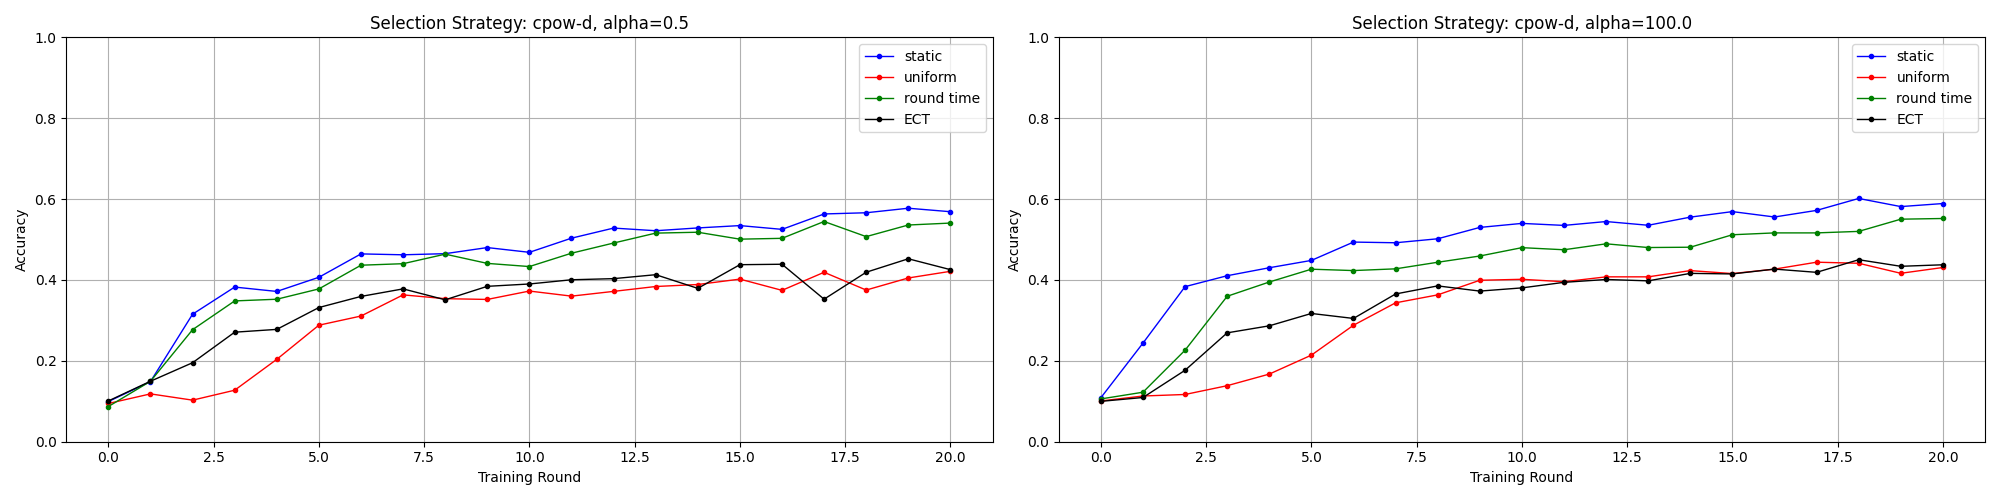 Selection Strategy: cpow-d, alpha=0.5
1.0
0.8
0.6
0.4
0.2
0.0
Accuracy
static
uniform
round time
ECT
0.0 2.5 5.0 7.5 10.0 12.5 15.0 17.5 20.0
Training Round
Selection Strategy: cpow-d, alpha=100.0
1.0
0.8
0.6
0.4
0.2
0.0
Accuracy
static
uniform
round time
ECT
0.0 2.5 5.0 7.5 10.0 12.5 15.0 17.5 20.0
Training Round